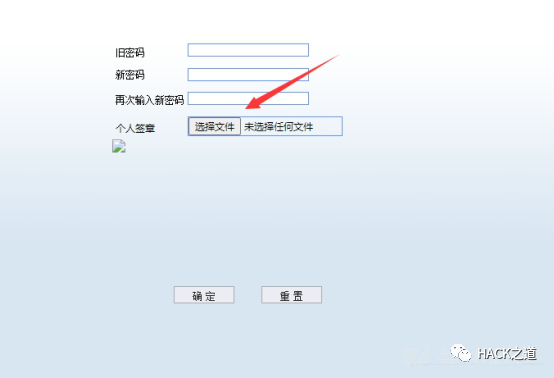 旧密码
新密码
再次输入新密码
个人签章 选择文件 未选择任何文件
确 定 重 置
HACK之道